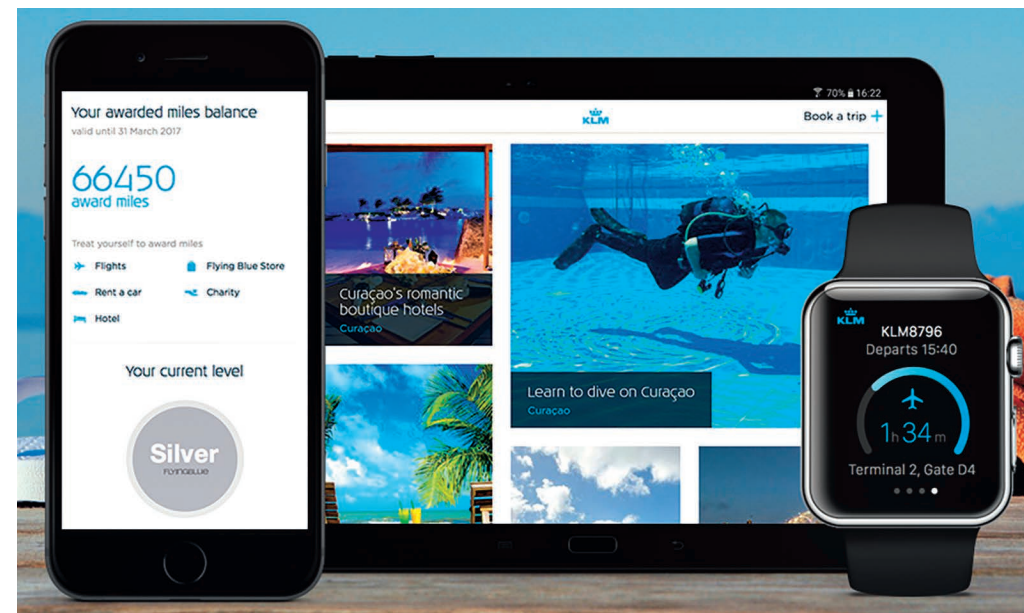 Your awarded miles balance
valid until 31 March 2017
66450
award miles
Treat yourself to award miles
Flights
Flying Blue Store
Rent a car
Charity
Hotel
Your current level
Silver
FLYINGBLUE
70% 16:22
KLM
Book a trip +
Curaçao's romantic
boutique hotels
Curaçao
Learn to dive on Curaçao
Curaçao
KLM
KLM8796
Departs 15:40
1h 34m
Terminal 2, Gate D4